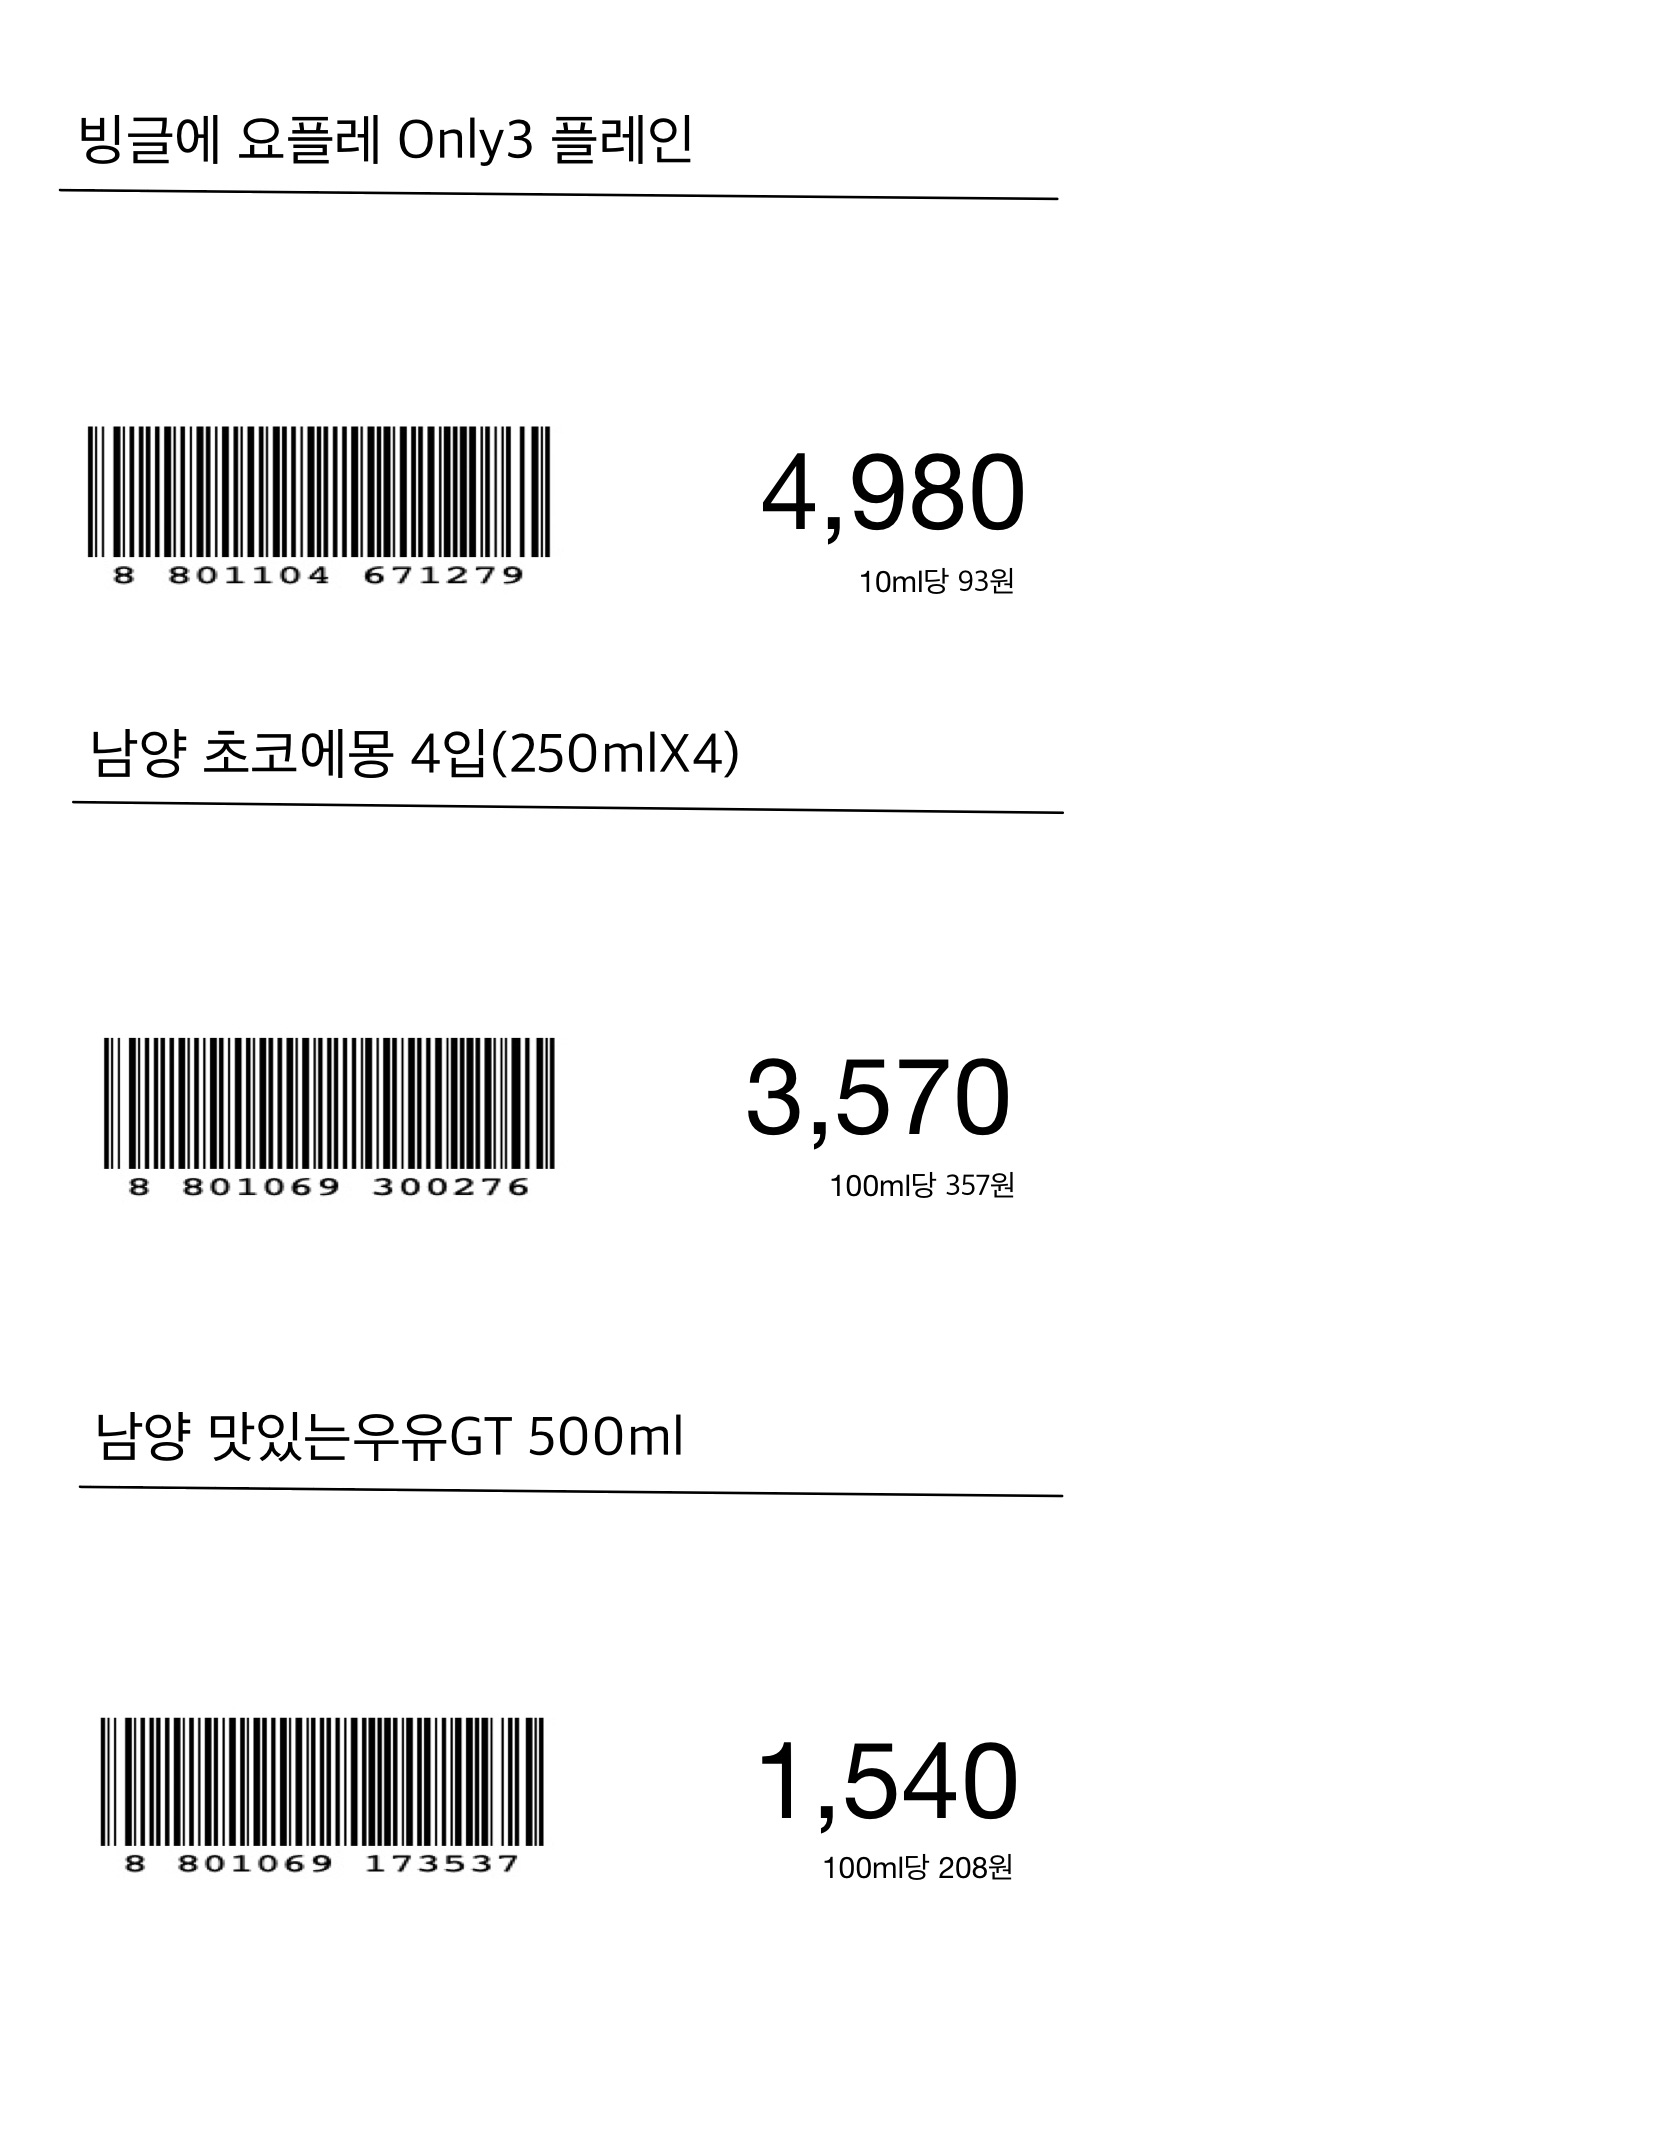 빙글에 요플레 Only3 플레인
4,980
8 801104 671279
10ml당 93원
남양 초코에몽 4입(250mlX4)
3,570
8 801069 300276
100ml당 357원
남양 맛있는우유GT 500ml
1,540
8 801069 173537
100ml당 208원